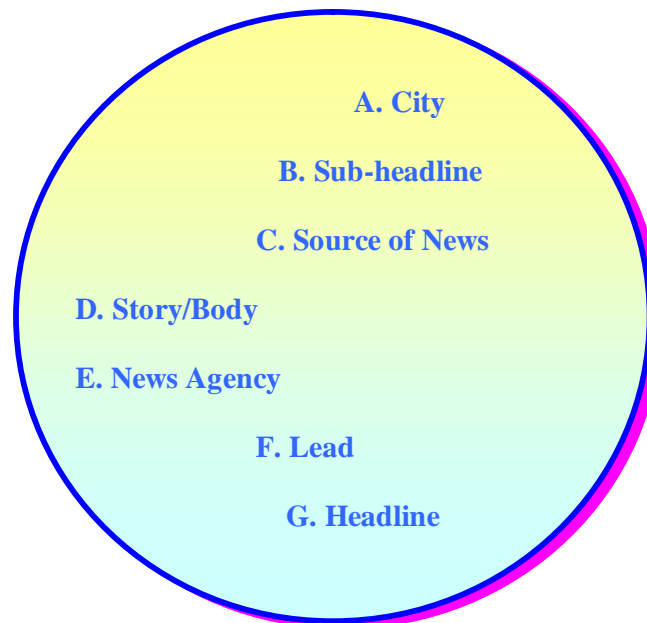 A. City
B. Sub-headline
C. Source of News
D. Story/Body
E. News Agency
F. Lead
G. Headline